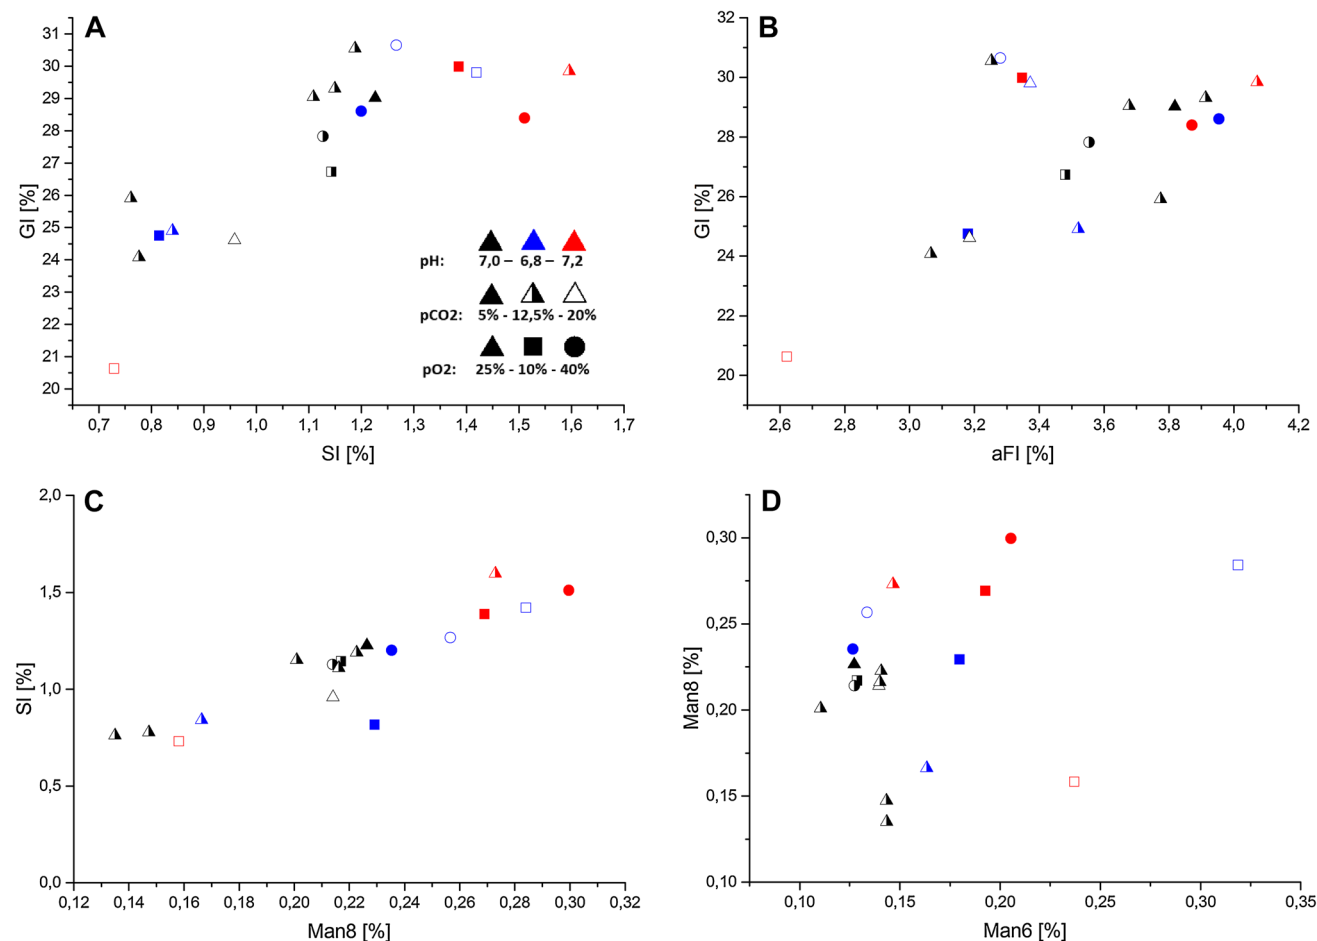 A
31
30
29
28
27
26
25
24
23
22
21
20
GI [%]
0,7 0,8 0,9 1,0 1,1 1,2 1,3 1,4 1,5 1,6 1,7
SI [%]
pH: 7,0 – 6,8 – 7,2
pCO2: 5% - 12,5% - 20%
pO2: 25% - 10% - 40%
B
32
30
28
26
24
22
20
GI [%]
2,6 2,8 3,0 3,2 3,4 3,6 3,8 4,0 4,2
aFI [%]
C
2,0
1,5
1,0
0,5
0,0
SI [%]
0,12 0,14 0,16 0,18 0,20 0,22 0,24 0,26 0,28 0,30 0,32
Man8 [%]
D
0,30
0,25
0,20
0,15
0,10
Man8 [%]
0,10 0,15 0,20 0,25 0,30 0,35
Man6 [%]